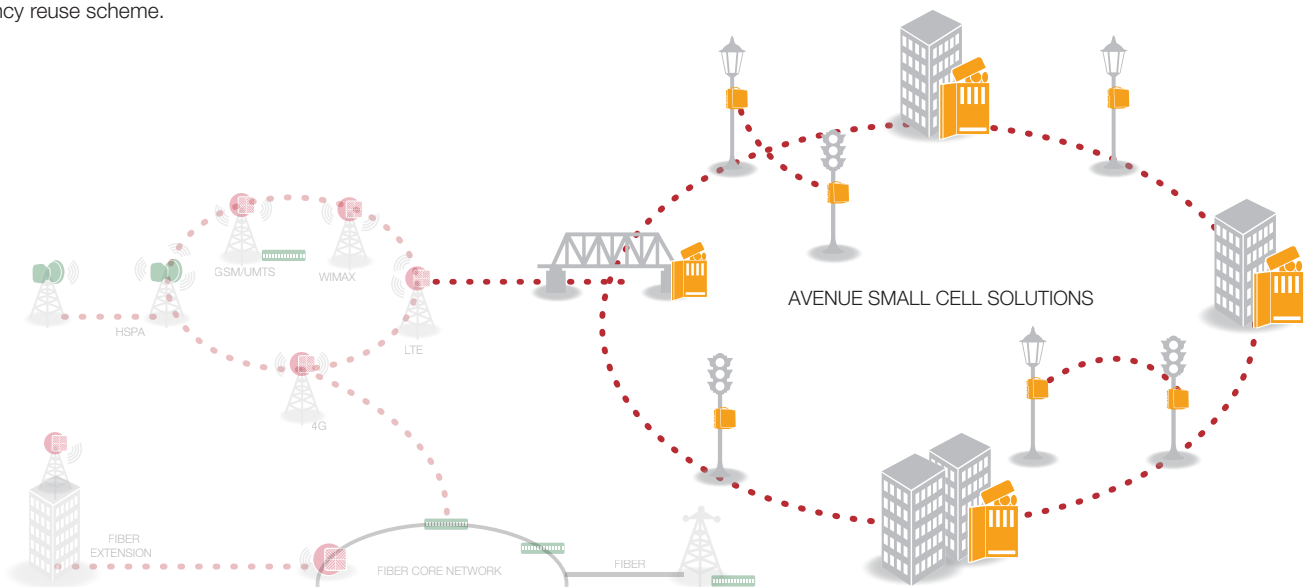 ncy reuse scheme.
GSM/UMTS
WIMAX
AVENUE SMALL CELL SOLUTIONS
HSPA
LTE
4G
FIBER
EXTENSION
FIBER CORE NETWORK
FIBER